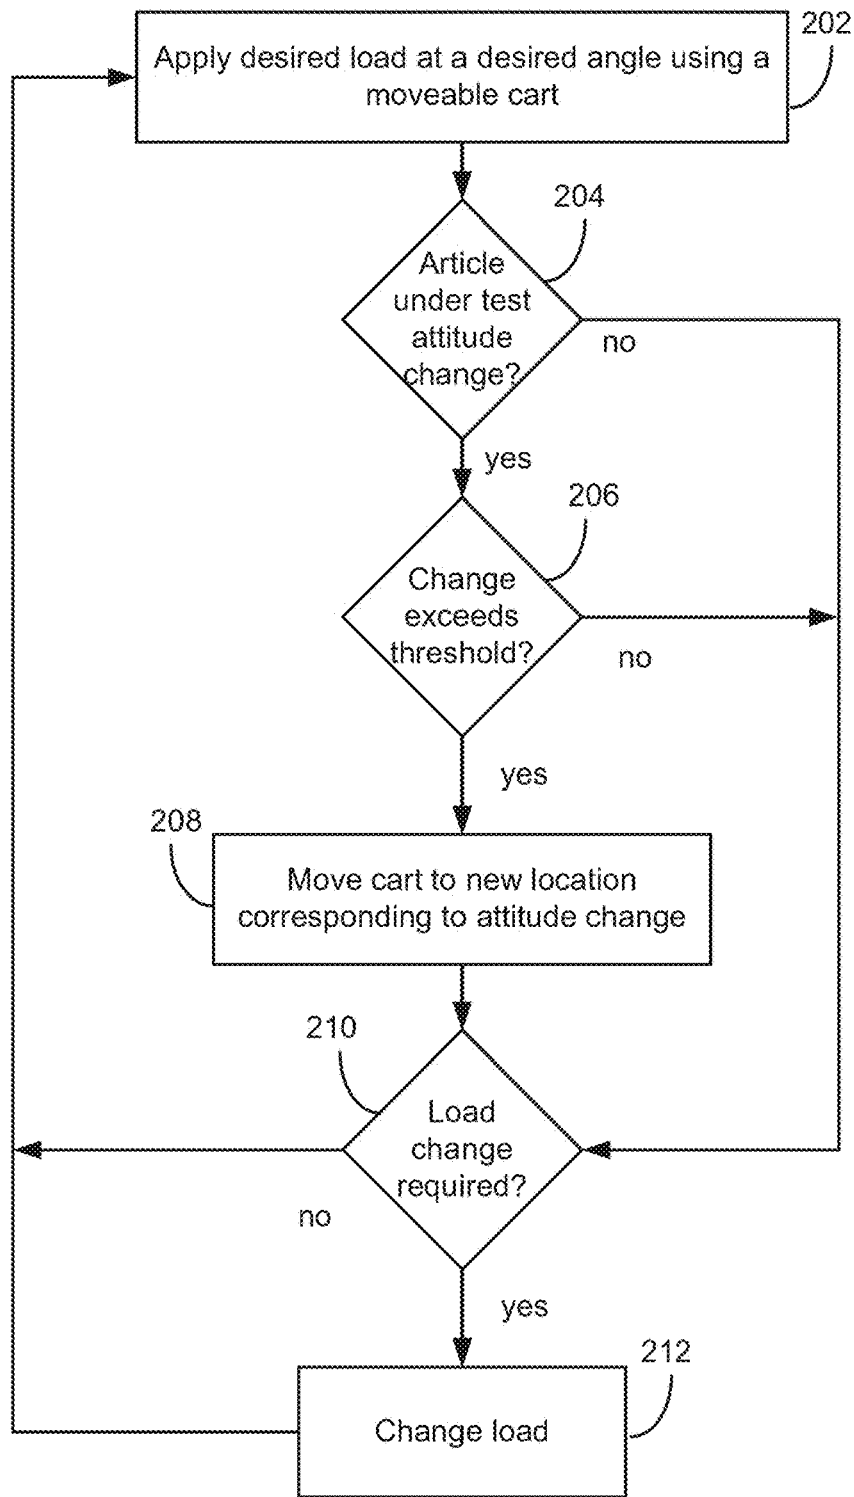 202
Apply desired load at a desired angle using a
moveable cart
204
Article
under test
attitude
change?
no
yes
206
Change
exceeds
threshold?
no
yes
208
Move cart to new location
corresponding to attitude change
210
Load
change
required?
no
yes
212
Change load